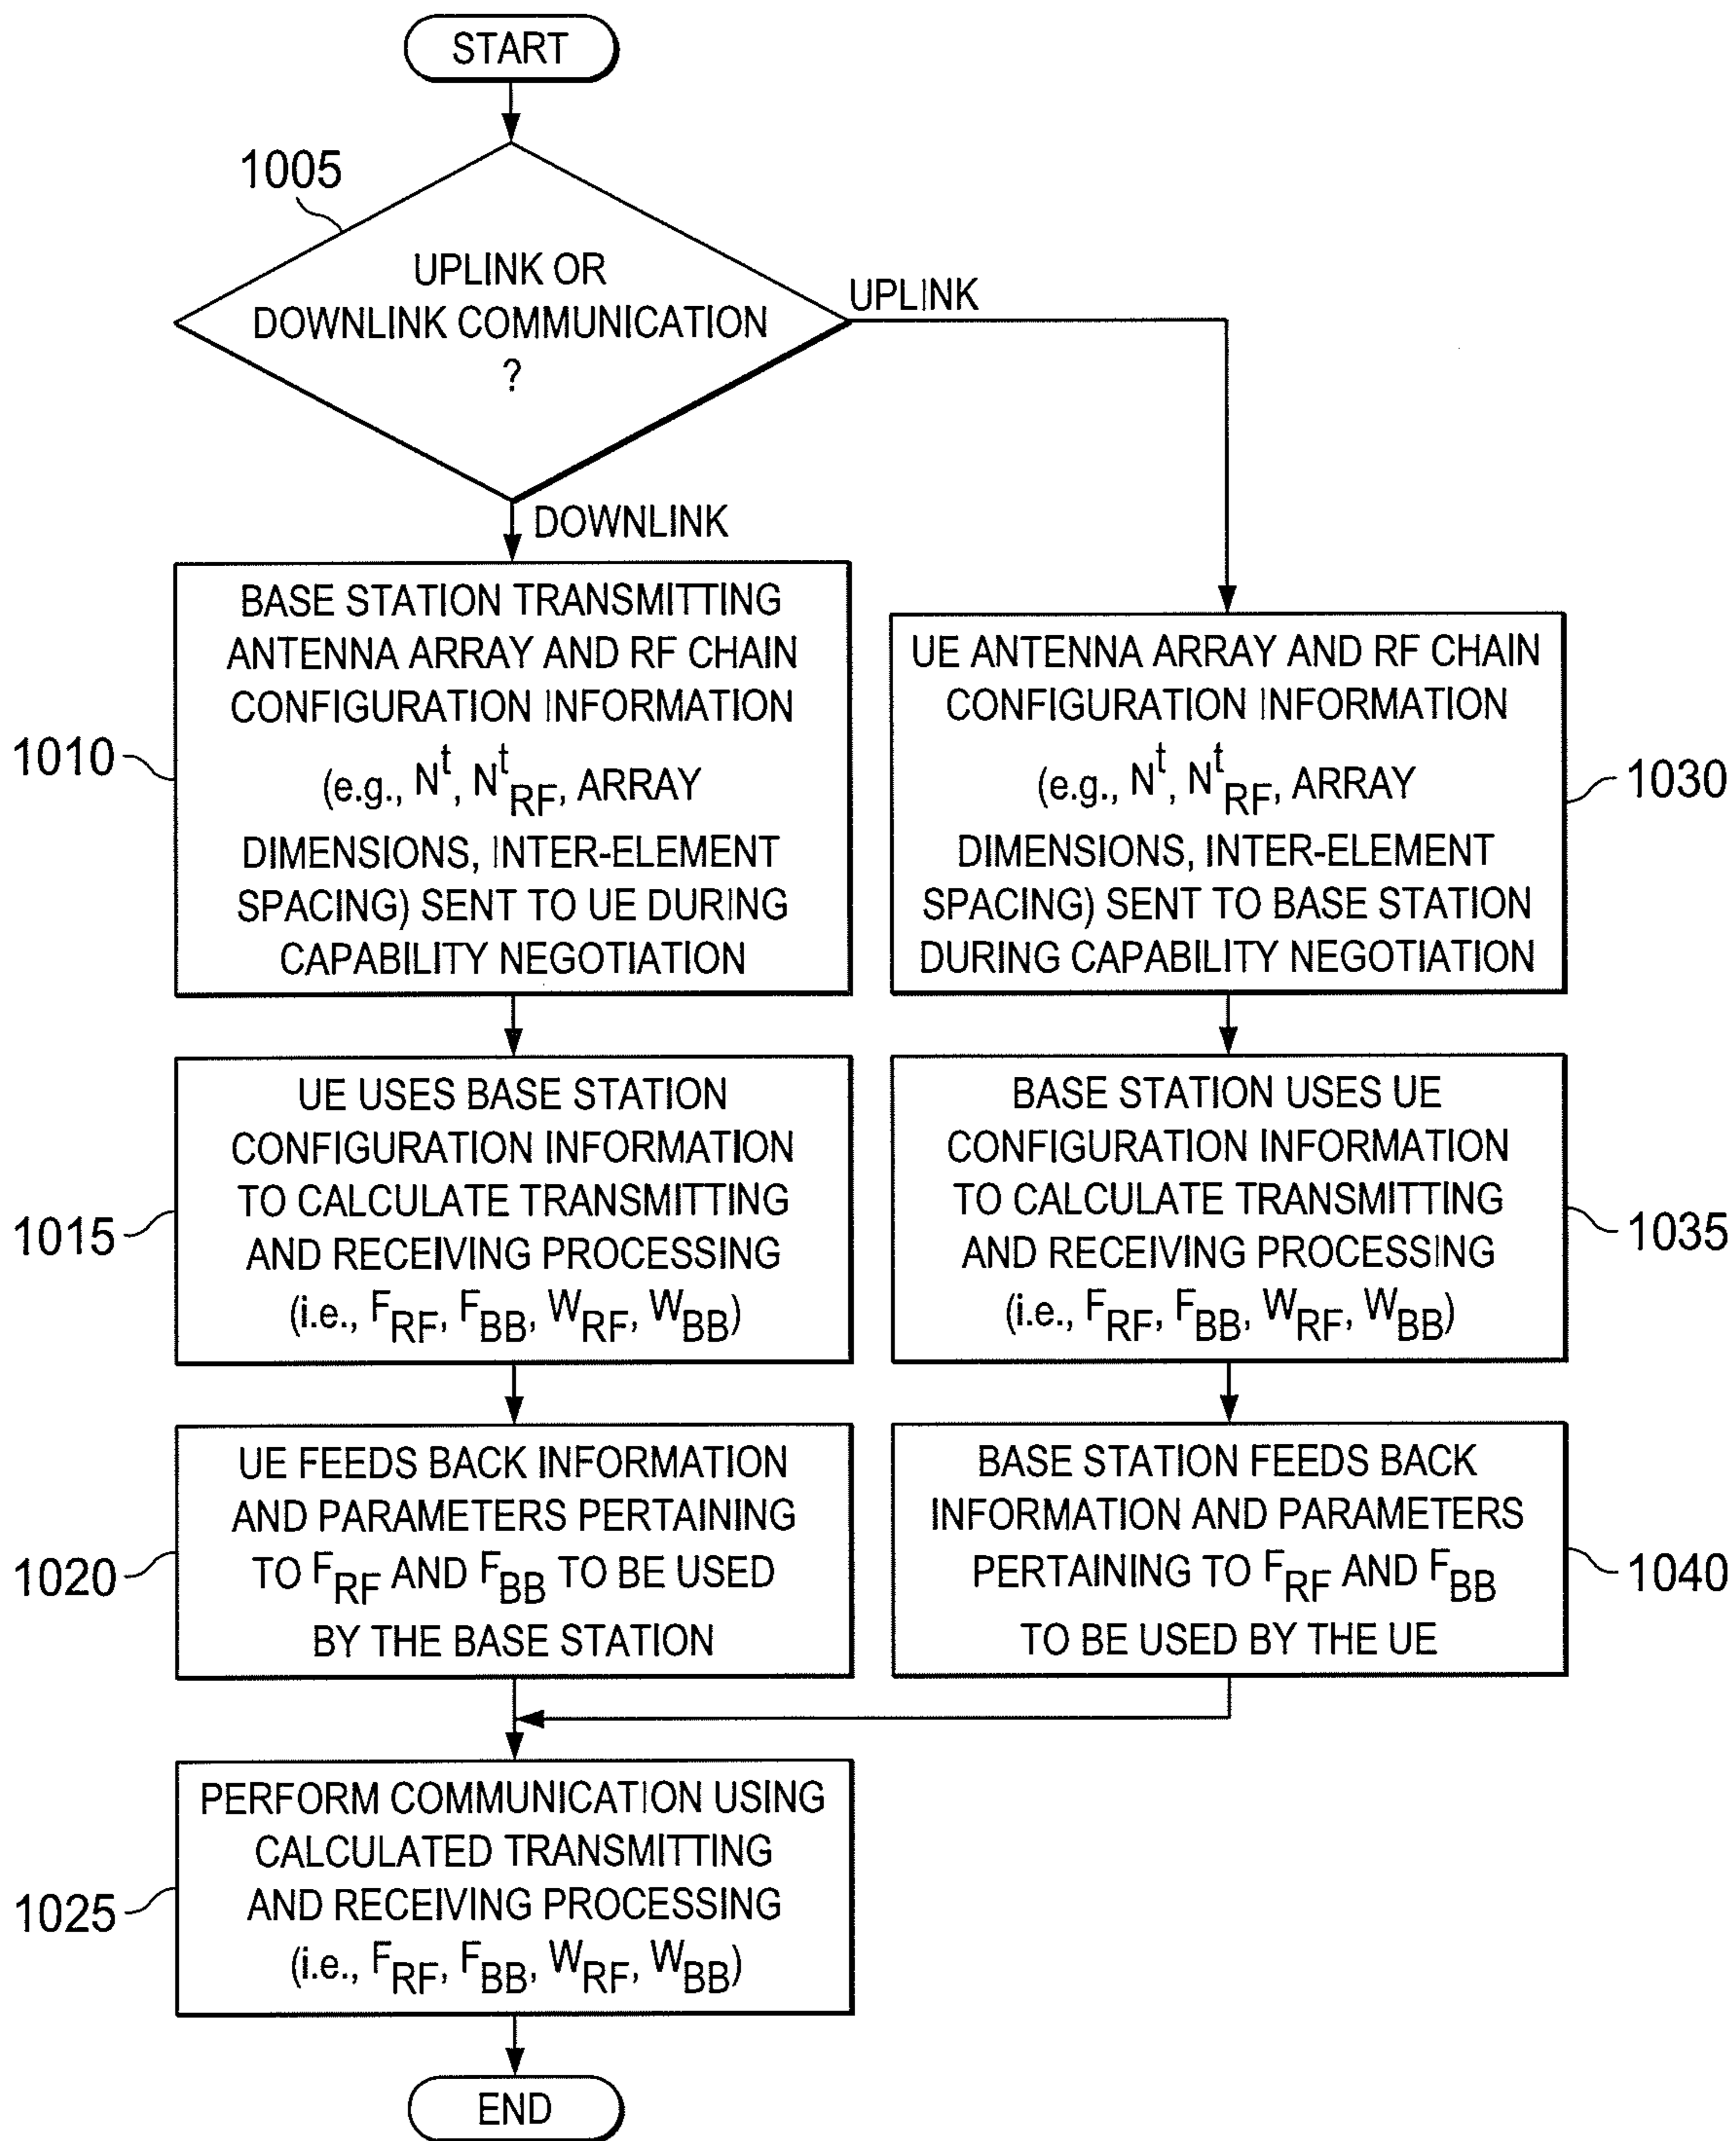 START
1005
UPLINK OR
DOWNLINK COMMUNICATION
?
UPLINK
DOWNLINK
1010
BASE STATION TRANSMITTING
ANTENNA ARRAY AND RF CHAIN
CONFIGURATION INFORMATION
(e.g., N^t, N^t_RF, ARRAY
DIMENSIONS, INTER-ELEMENT
SPACING) SENT TO UE DURING
CAPABILITY NEGOTIATION
UE ANTENNA ARRAY AND RF CHAIN
CONFIGURATION INFORMATION
(e.g., N^t, N^t_RF, ARRAY
DIMENSIONS, INTER-ELEMENT
SPACING) SENT TO BASE STATION
DURING CAPABILITY NEGOTIATION
1030
1015
UE USES BASE STATION
CONFIGURATION INFORMATION
TO CALCULATE TRANSMITTING
AND RECEIVING PROCESSING
(i.e., F_RF, F_BB, W_RF, W_BB)
BASE STATION USES UE
CONFIGURATION INFORMATION
TO CALCULATE TRANSMITTING
AND RECEIVING PROCESSING
(i.e., F_RF, F_BB, W_RF, W_BB)
1035
1020
UE FEEDS BACK INFORMATION
AND PARAMETERS PERTAINING
TO F_RF AND F_BB TO BE USED
BY THE BASE STATION
BASE STATION FEEDS BACK
INFORMATION AND PARAMETERS
PERTAINING TO F_RF AND F_BB
TO BE USED BY THE UE
1040
1025
PERFORM COMMUNICATION USING
CALCULATED TRANSMITTING
AND RECEIVING PROCESSING
(i.e., F_RF, F_BB, W_RF, W_BB)
END